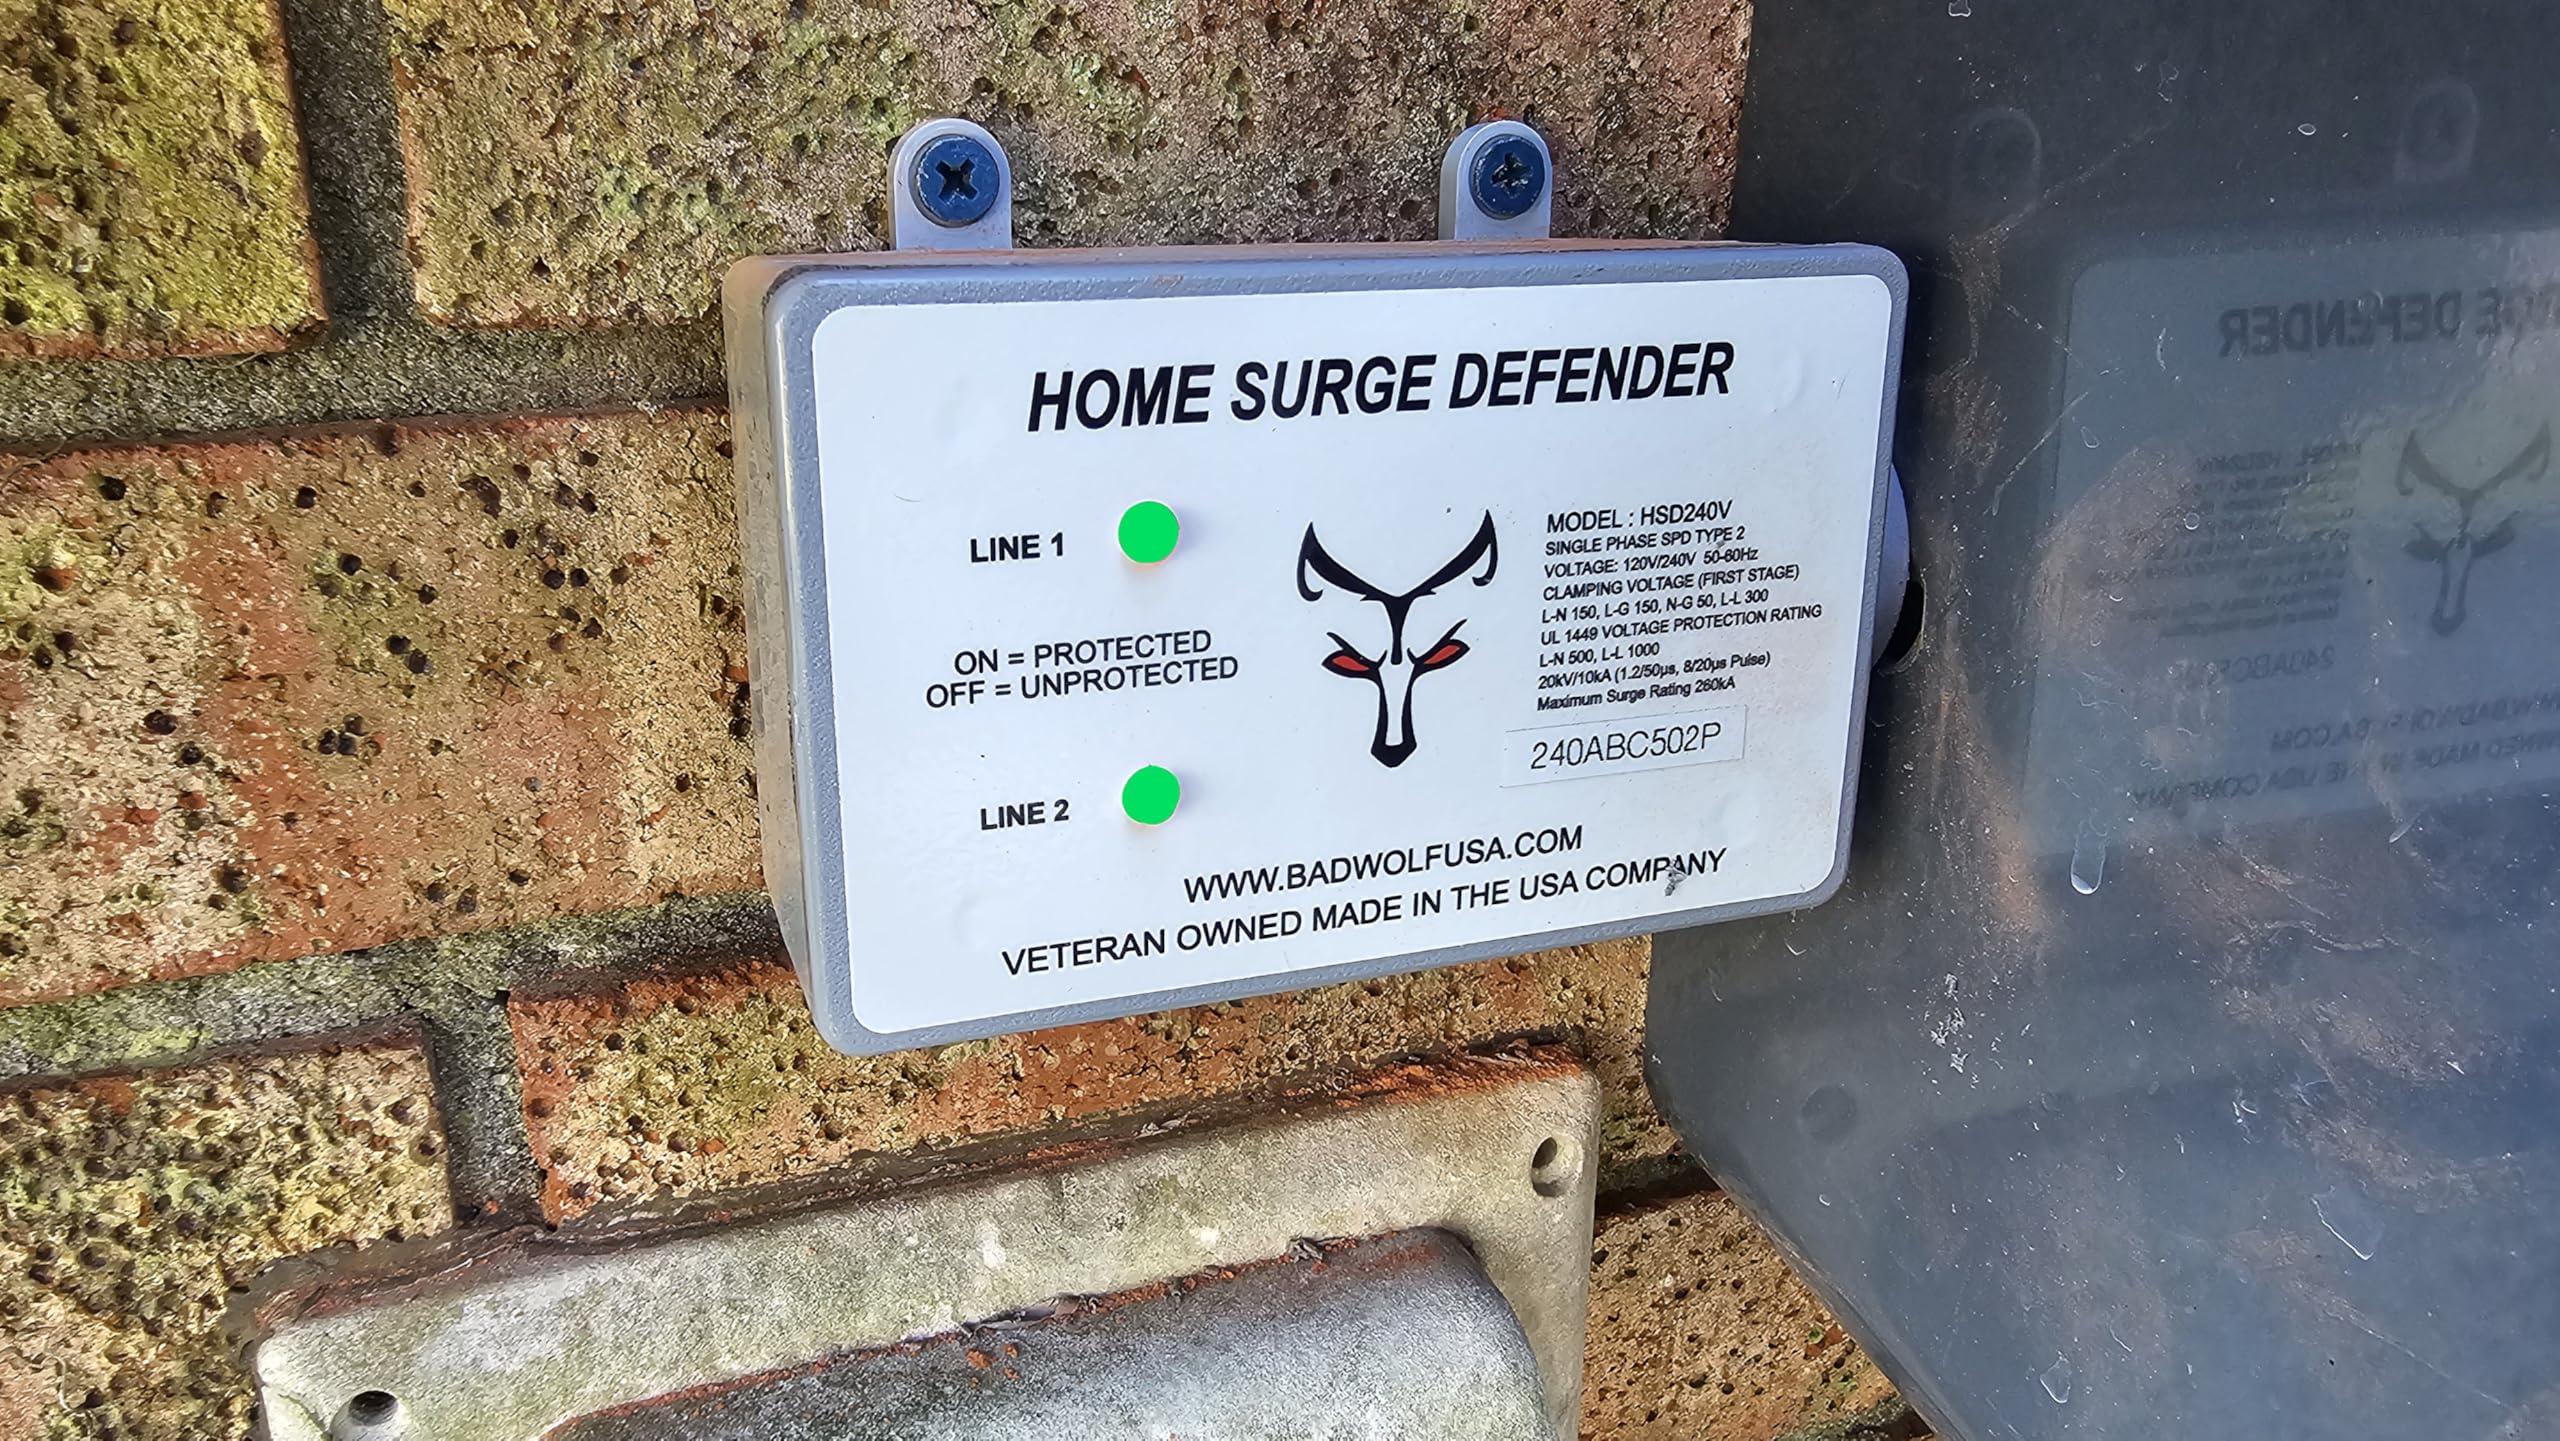 HOME SURGE DEFENDER
LINE 1
ON = PROTECTED
OFF = UNPROTECTED
LINE 2
MODEL : HSD240V
SINGLE PHASE SPD TYPE 2
VOLTAGE: 120V/240V 50-60Hz
CLAMPING VOLTAGE (FIRST STAGE)
L-N 150, L-G 150, N-G 50, L-L 300
UL 1449 VOLTAGE PROTECTION RATING
L-N 500, L-L 1000
20kV/10kA (1.2/50µs, 8/20µs Pulse)
Maximum Surge Rating 260kA
240ABC502P
WWW.BADWOLFUSA.COM
VETERAN OWNED MADE IN THE USA COMPANY